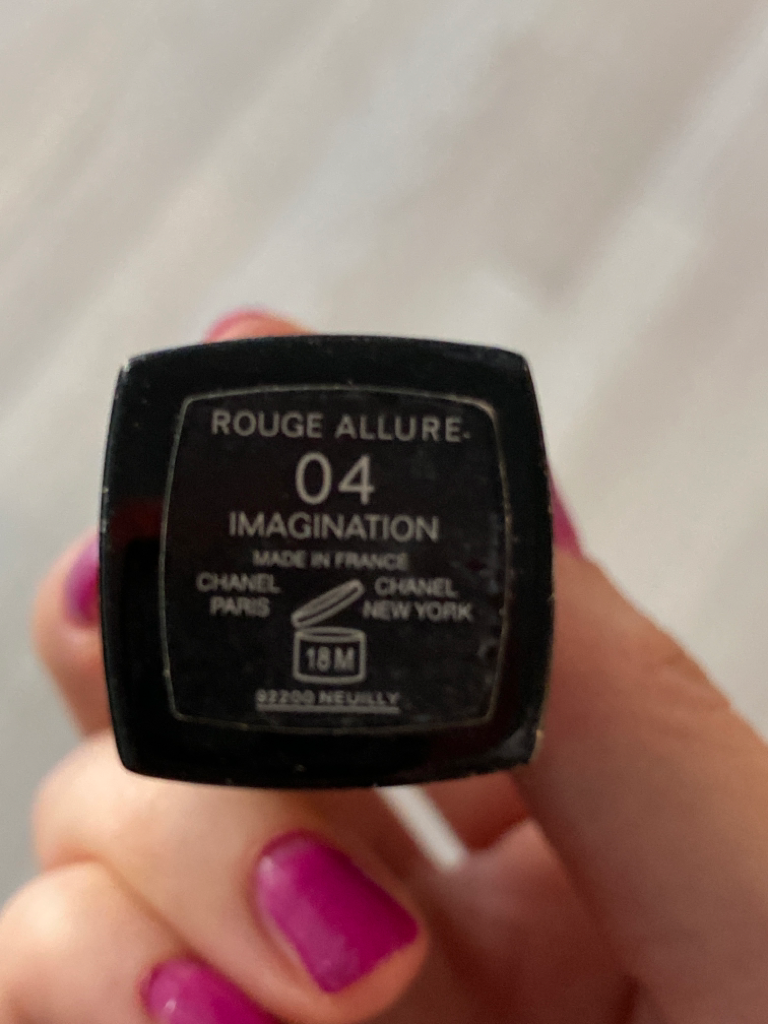 ROUGE ALLURE-
04
IMAGINATION
MADE IN FRANCE
CHANEL CHANEL
PARIS NEW YORK
18 M
92200 NEUILLY